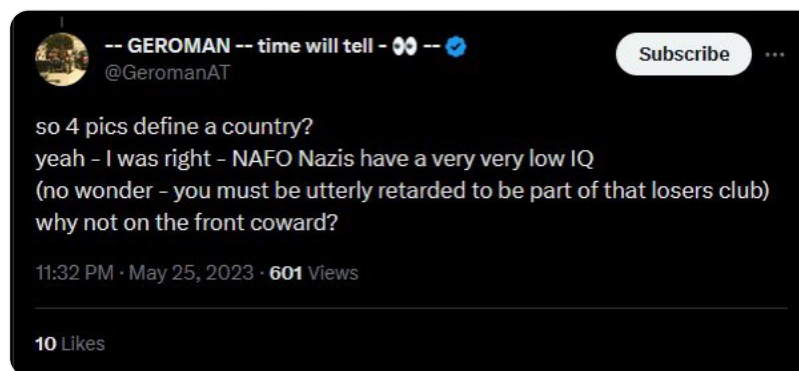 -- GEROMAN -- time will tell - 👀 --
@GeromanAT
Subscribe
so 4 pics define a country?
yeah - I was right - NAFO Nazis have a very very low IQ
(no wonder - you must be utterly retarded to be part of that losers club)
why not on the front coward?
11:32 PM · May 25, 2023 · 601 Views
10 Likes